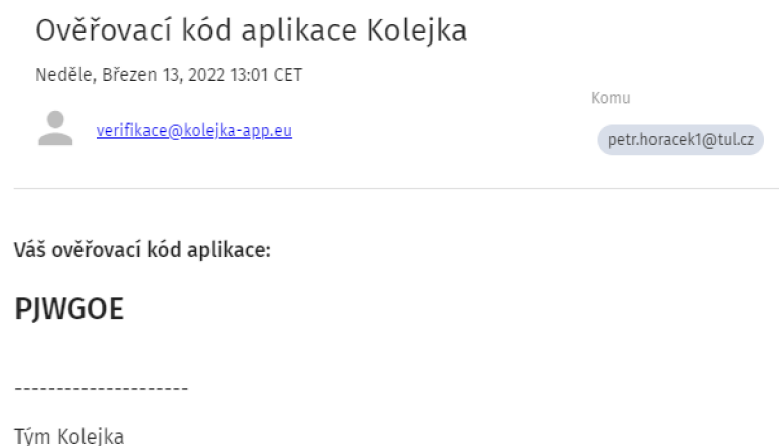 Ověřovací kód aplikace Kolejka
Neděle, Březen 13, 2022 13:01 CET
Komu
verifikace@kolejka-app.eu
petr.horacek1@tul.cz
Váš ověřovací kód aplikace:
PJWGOE
---------------------
Tým Kolejka